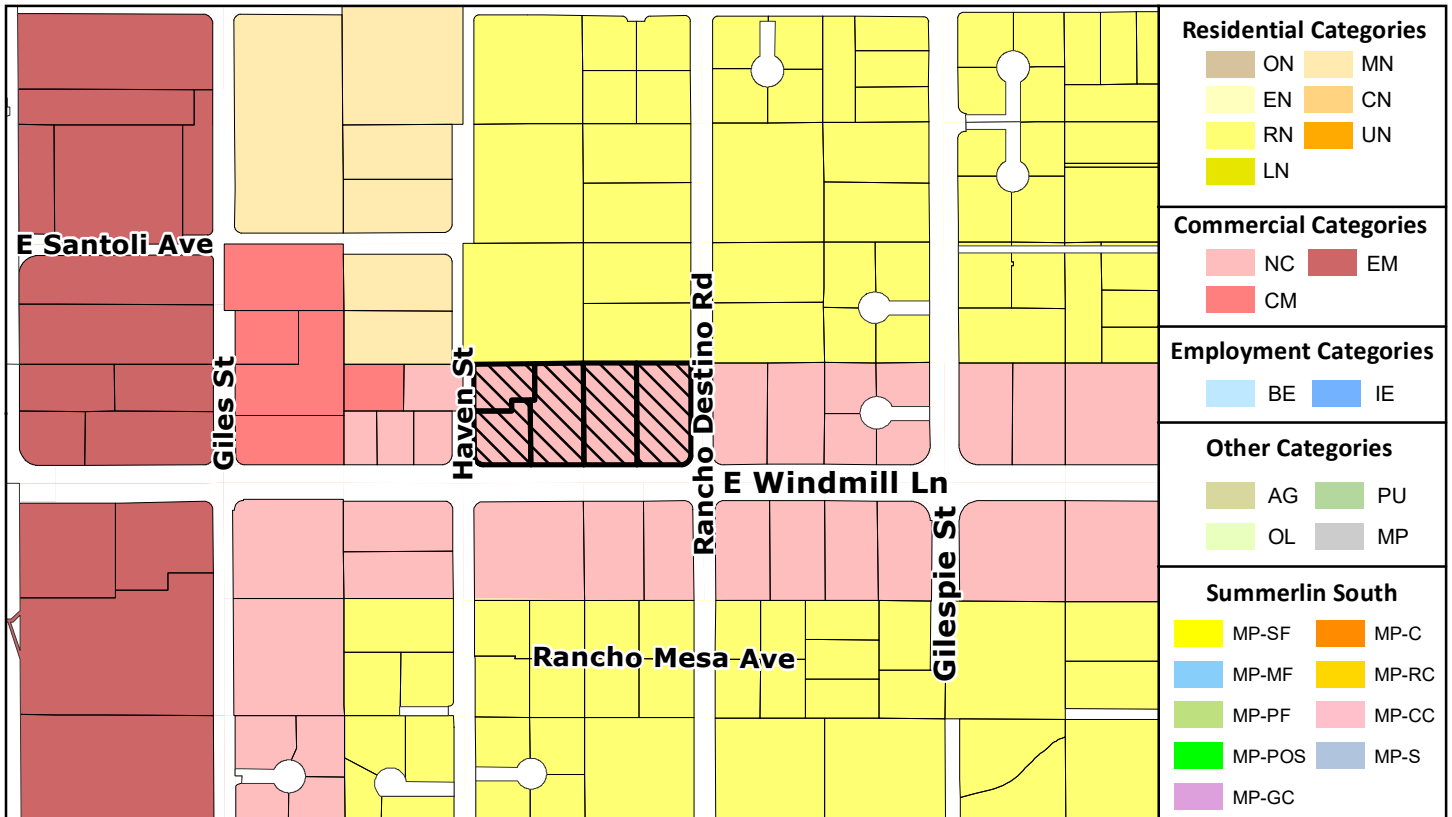 E Santoli Ave
Giles St
Haven St
Rancho Destino Rd
E Windmill Ln
Gilespie St
Rancho Mesa Ave
Residential Categories
ON MN
EN CN
RN UN
LN
Commercial Categories
NC EM
CM
Employment Categories
BE IE
Other Categories
AG PU
OL MP
Summerlin South
MP-SF MP-C
MP-MF MP-RC
MP-PF MP-CC
MP-POS MP-S
MP-GC